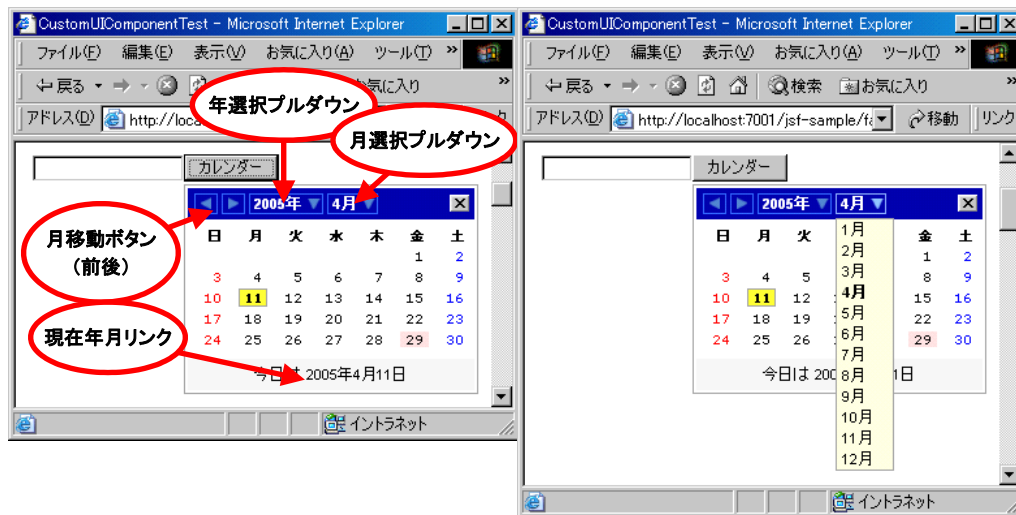 CustomUIComponentTest - Microsoft Internet Explorer
ファイル(F) 編集(E) 表示(V) お気に入り(A) ツール(T) »
戻る お気に入り »
アドレス(D) http://loc
年選択プルダウン
月選択プルダウン
カレンダー
2005年 4月
日 月 火 水 木 金 土
1 2
3 4 5 6 7 8 9
10 11 12 13 14 15 16
17 18 19 20 21 22 23
24 25 26 27 28 29 30
今日は 2005年4月11日
月移動ボタン
(前後)
現在年月リンク
イントラネット
CustomUIComponentTest - Microsoft Internet Explorer
ファイル(F) 編集(E) 表示(V) お気に入り(A) ツール(T) »
戻る 検索 お気に入り »
アドレス(D) http://localhost:7001/jsf-sample/fa 移動 リンク
カレンダー
2005年 4月
日 月 火 金 土
1 2
3 4 5 8 9
10 11 12 15 16
17 18 19 22 23
24 25 26 29 30
今日は 200 1日
1月
2月
3月
4月
5月
6月
7月
8月
9月
10月
11月
12月
イントラネット